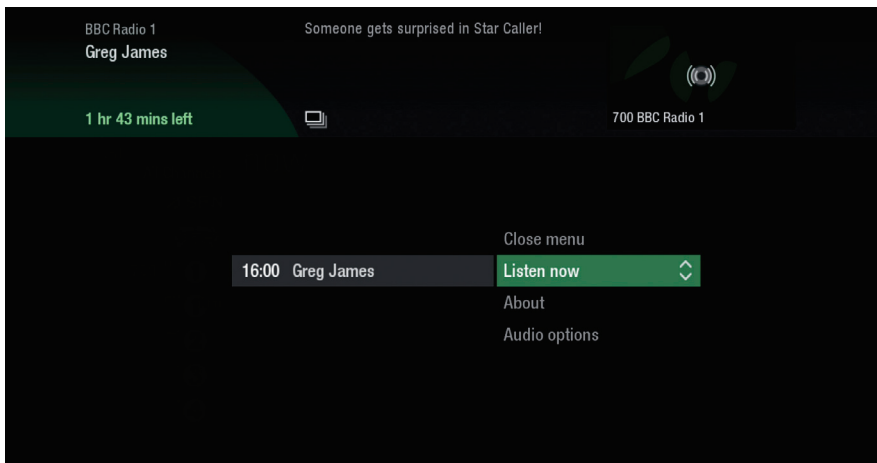 BBC Radio 1
Greg James
1 hr 43 mins left
Someone gets surprised in Star Caller!
700 BBC Radio 1
Close menu
16:00 Greg James
Listen now
About
Audio options